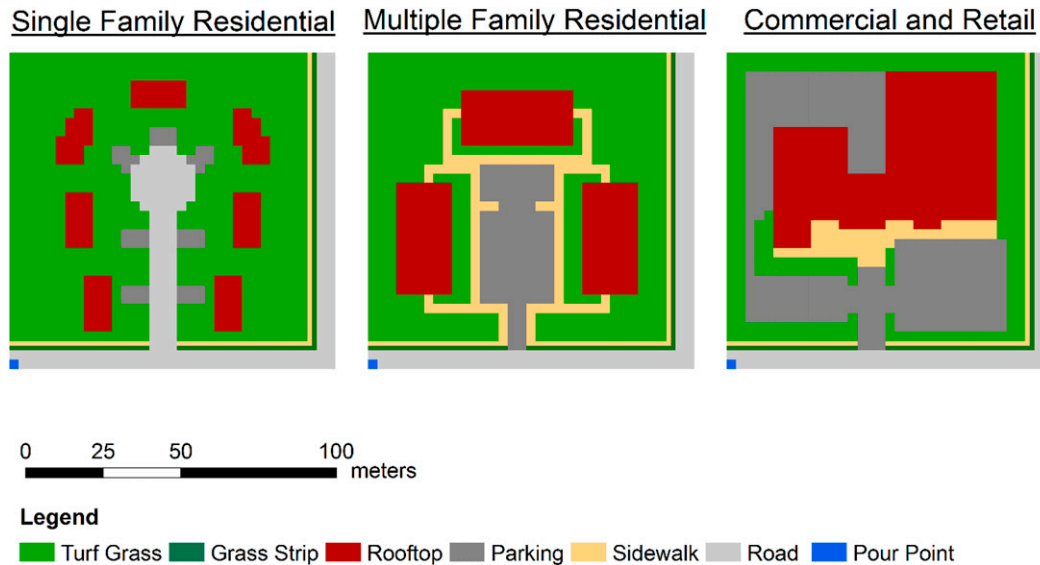 Single Family Residential
Multiple Family Residential
Commercial and Retail
0 25 50 100
meters
Legend
Turf Grass Grass Strip Rooftop Parking Sidewalk Road Pour Point